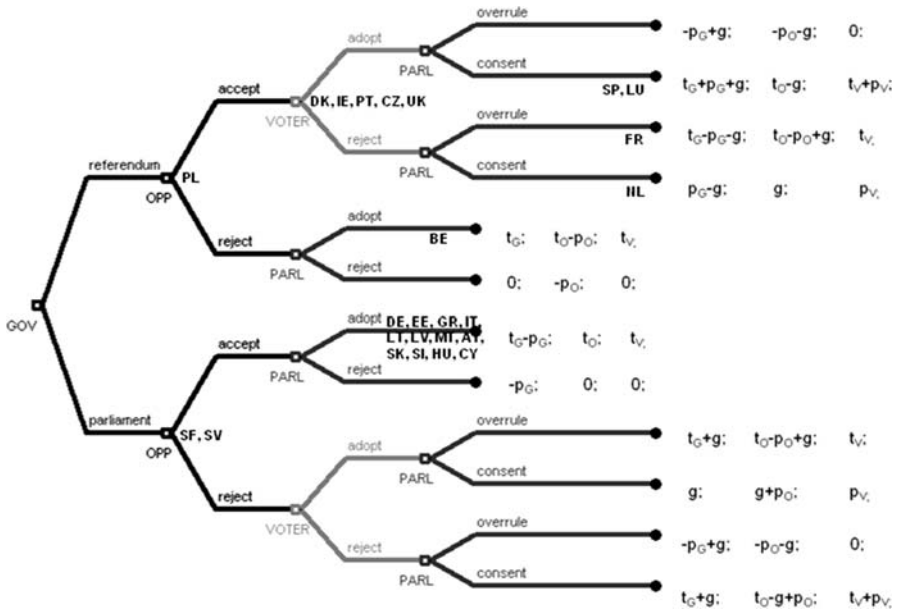 overrule
-pG+g; -pO-g; 0;
adopt
PARL
consent
SP, LU tG+pG+g; tO-g; tV+pV;
accept
DK, IE, PT, CZ, UK
VOTER
overrule
FR tG-pG-g; tO-pO+g; tV;
reject
PARL
consent
NL pG-g; g; pV;
referendum
PL
OPP
adopt
BE tG; tO-pO; tV;
reject
PARL
reject
0; -pO; 0;
GOV
adopt DE, EE, GR, IT,
LT, LV, MT, AT,
SK, SI, HU, CY
tG-pG; tO; tV;
accept
PARL
reject
-pG; 0; 0;
parliament
SF, SV
OPP
overrule
tG+g; tO-pO+g; tV;
adopt
PARL
consent
g; g+pO; pV;
reject
VOTER
overrule
-pG+g; -pO-g; 0;
reject
PARL
consent
tG+g; tO-g+pO; tV+pV;